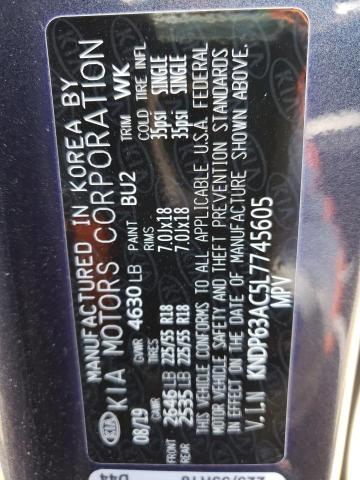 MANUFACTURED IN KOREA BY
KIA KIA MOTORS CORPORATION
08/19 GVWR 4630 LB PAINT BU2 TRIM WK
TIRES RIMS COLD TIRE INFL
FRONT 2646 LB 225/55 R18 7.0JX18 35psi SINGLE
REAR 2535 LB 225/55 R18 7.0JX18 35psi SINGLE
THIS VEHICLE CONFORMS TO ALL APPLICABLE U.S.A. FEDERAL
MOTOR VEHICLE SAFETY AND THEFT PREVENTION STANDARDS
IN EFFECT ON THE DATE OF MANUFACTURE SHOWN ABOVE.
V.I.N KNDP63AC5L7745605
MPV